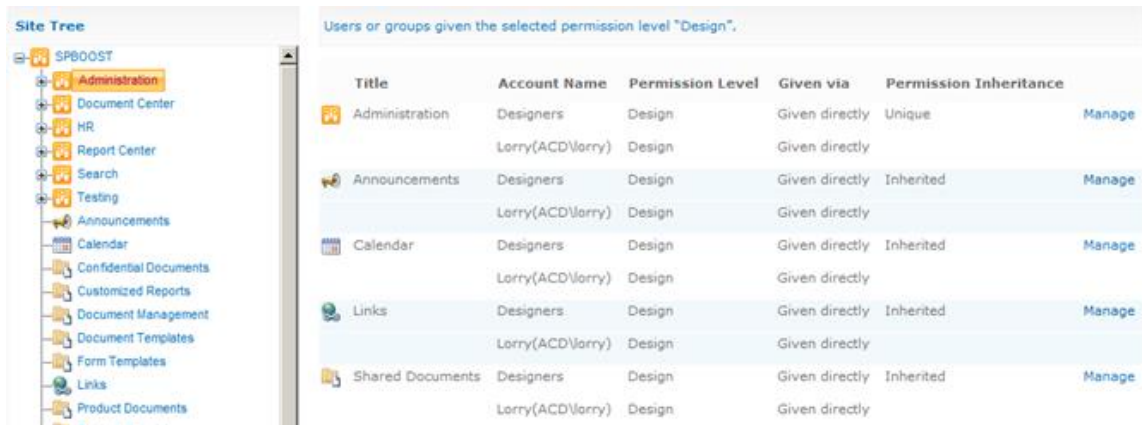 Site Tree
SPBOOST
Administration
Document Center
HR
Report Center
Search
Testing
Announcements
Calendar
Confidential Documents
Customized Reports
Document Management
Document Templates
Form Templates
Links
Product Documents
Users or groups given the selected permission level "Design".
Title Account Name Permission Level Given via Permission Inheritance
Administration Designers Design Given directly Unique Manage
Lorry(ACD\lorry) Design Given directly
Announcements Designers Design Given directly Inherited Manage
Lorry(ACD\lorry) Design Given directly
Calendar Designers Design Given directly Inherited Manage
Lorry(ACD\lorry) Design Given directly
Links Designers Design Given directly Inherited Manage
Lorry(ACD\lorry) Design Given directly
Shared Documents Designers Design Given directly Inherited Manage
Lorry(ACD\lorry) Design Given directly